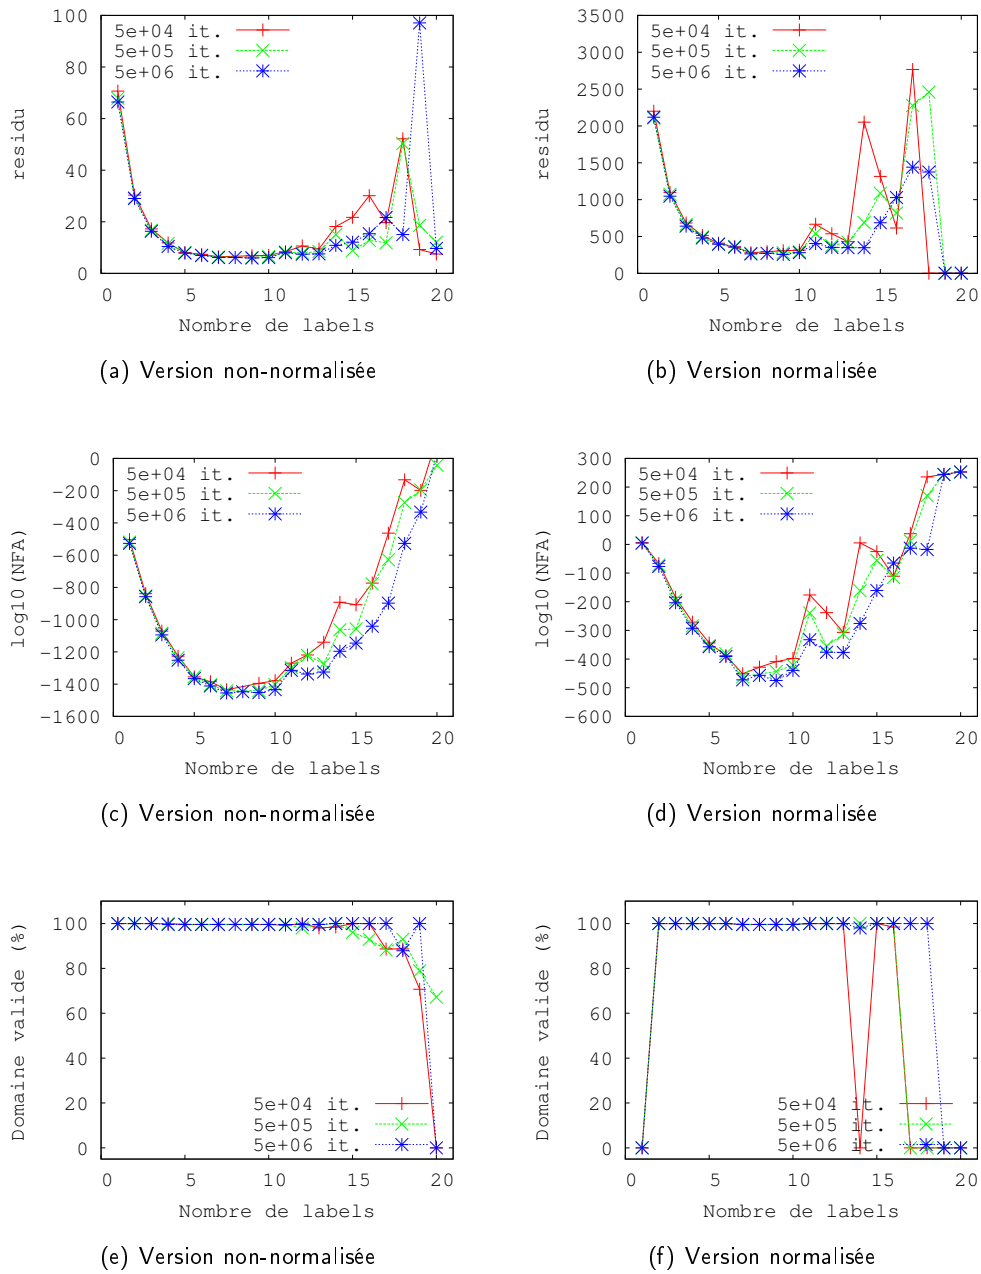 5e+04 it.
5e+05 it.
5e+06 it.
residu
100
80
60
40
20
0
0 5 10 15 20
Nombre de labels
(a) Version non-normalisée
5e+04 it.
5e+05 it.
5e+06 it.
residu
3500
3000
2500
2000
1500
1000
500
0
0 5 10 15 20
Nombre de labels
(b) Version normalisée
5e+04 it.
5e+05 it.
5e+06 it.
log10(NFA)
0
-200
-400
-600
-800
-1000
-1200
-1400
-1600
0 5 10 15 20
Nombre de labels
(c) Version non-normalisée
5e+04 it.
5e+05 it.
5e+06 it.
log10(NFA)
300
200
100
0
-100
-200
-300
-400
-500
-600
0 5 10 15 20
Nombre de labels
(d) Version normalisée
Domaine valide (%)
100
80
60
40
20
0
5e+04 it.
5e+05 it.
5e+06 it.
0 5 10 15 20
Nombre de labels
(e) Version non-normalisée
Domaine valide (%)
100
80
60
40
20
0
5e+04 it.
5e+05 it.
5e+06 it.
0 5 10 15 20
Nombre de labels
(f) Version normalisée